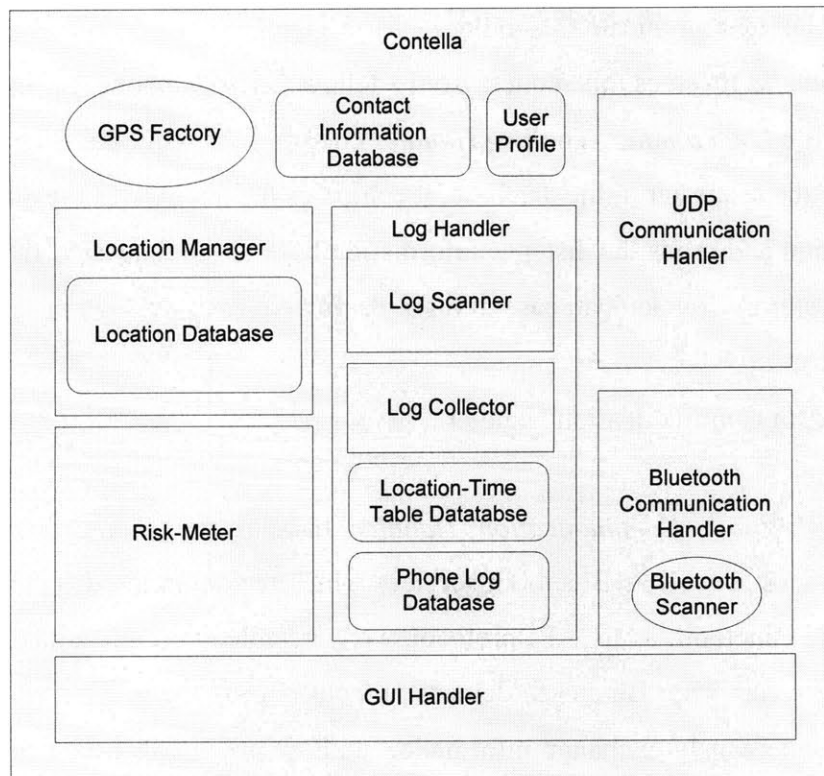 Contella
GPS Factory
Contact
Information
Database
User
Profile
UDP
Communication
Hanler
Location Manager
Location Database
Log Handler
Log Scanner
Log Collector
Location-Time
Table Datatabse
Phone Log
Database
Risk-Meter
Bluetooth
Communication
Handler
Bluetooth
Scanner
GUI Handler